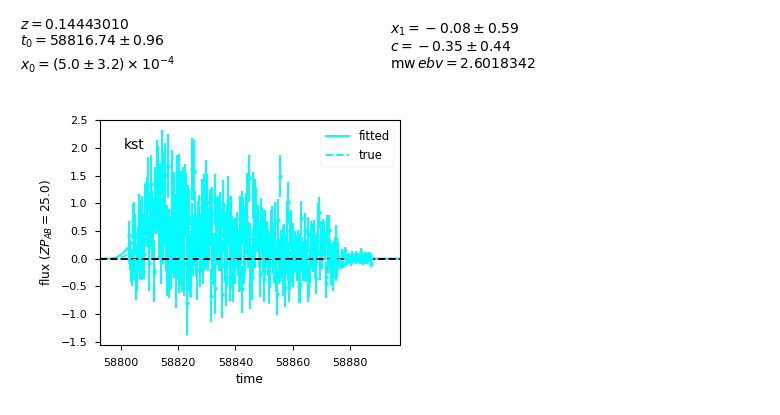 z = 0.14443010
t₀ = 58816.74 ± 0.96
x₀ = (5.0 ± 3.2) × 10⁻⁴
x₁ = −0.08 ± 0.59
c = −0.35 ± 0.44
mw ebv = 2.6018342
kst
fitted
true
2.5
2.0
1.5
1.0
0.5
0.0
−0.5
−1.0
−1.5
flux (ZP_AB = 25.0)
58800 58820 58840 58860 58880
time